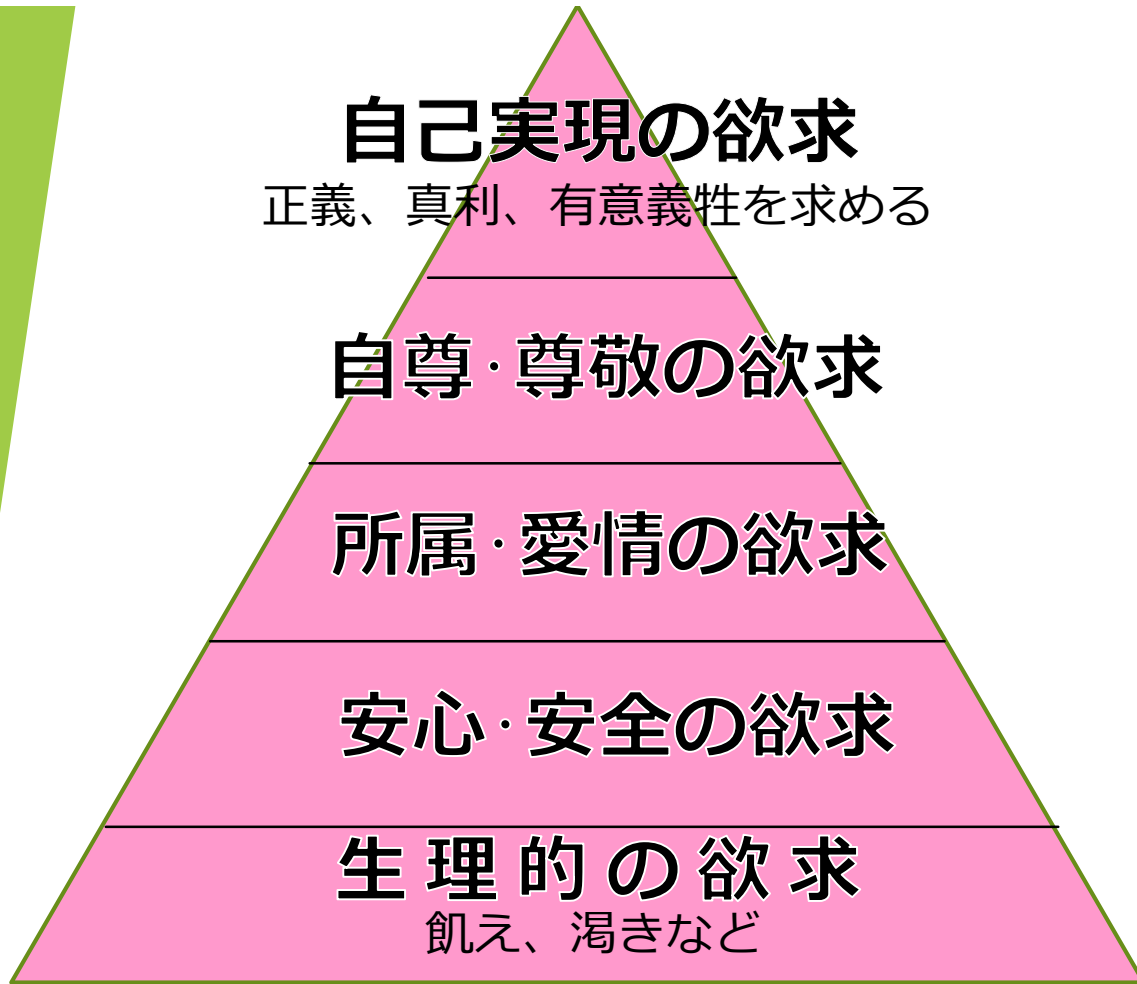 自己実現の欲求
正義、真利、有意義牲を求める
自尊·尊敬の欲求
所属·愛情の欲求
安心·安全の欲求
生理的の欲求
飢え、渇きなど